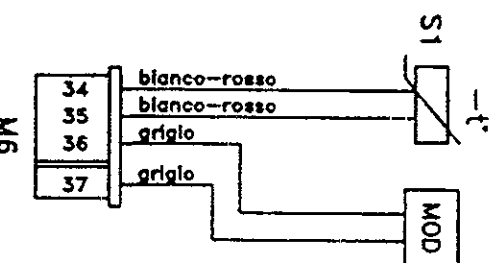 S1
-t°
34 bianco-rosso
35 bianco-rosso
36 grigio
37 grigio
M6
MOD